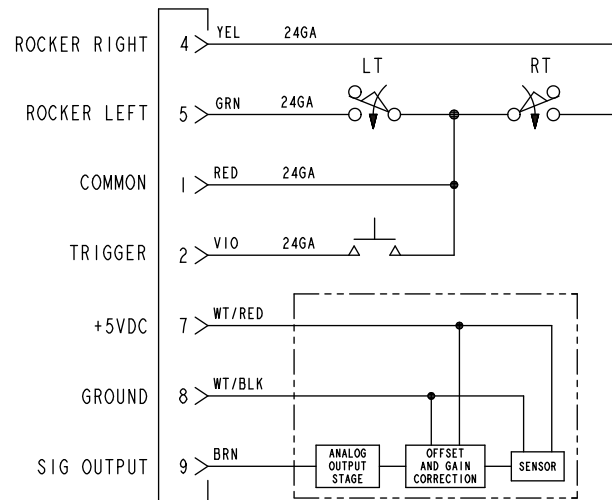 ROCKER RIGHT 4 YEL 24GA
LT RT
ROCKER LEFT 5 GRN 24GA
COMMON 1 RED 24GA
TRIGGER 2 VIO 24GA
+5VDC 7 WT/RED
GROUND 8 WT/BLK
SIG OUTPUT 9 BRN
ANALOG
OUTPUT
STAGE
OFFSET
AND GAIN
CORRECTION
SENSOR